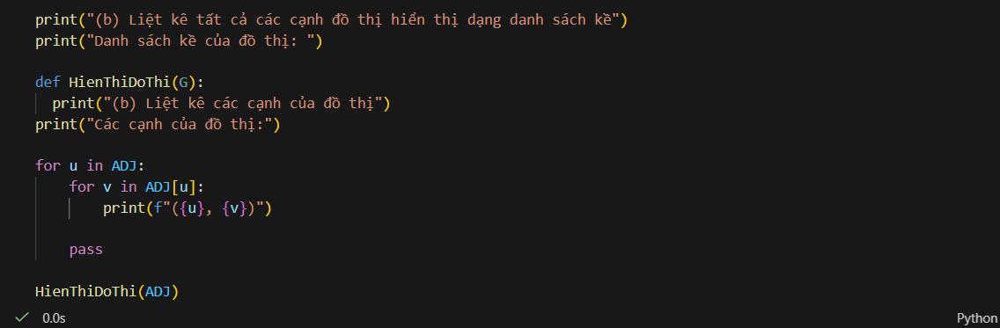 print("(b) Liệt kê tất cả các cạnh đồ thị hiển thị dạng danh sách kề")
print("Danh sách kề của đồ thị: ")
def HienThiDoThi(G):
print("(b) Liệt kê các cạnh của đồ thị")
print("Các cạnh của đồ thị:")
for u in ADJ:
for v in ADJ[u]:
print(f"({u}, {v})")
pass
HienThiDoThi(ADJ)
0.0s
Python